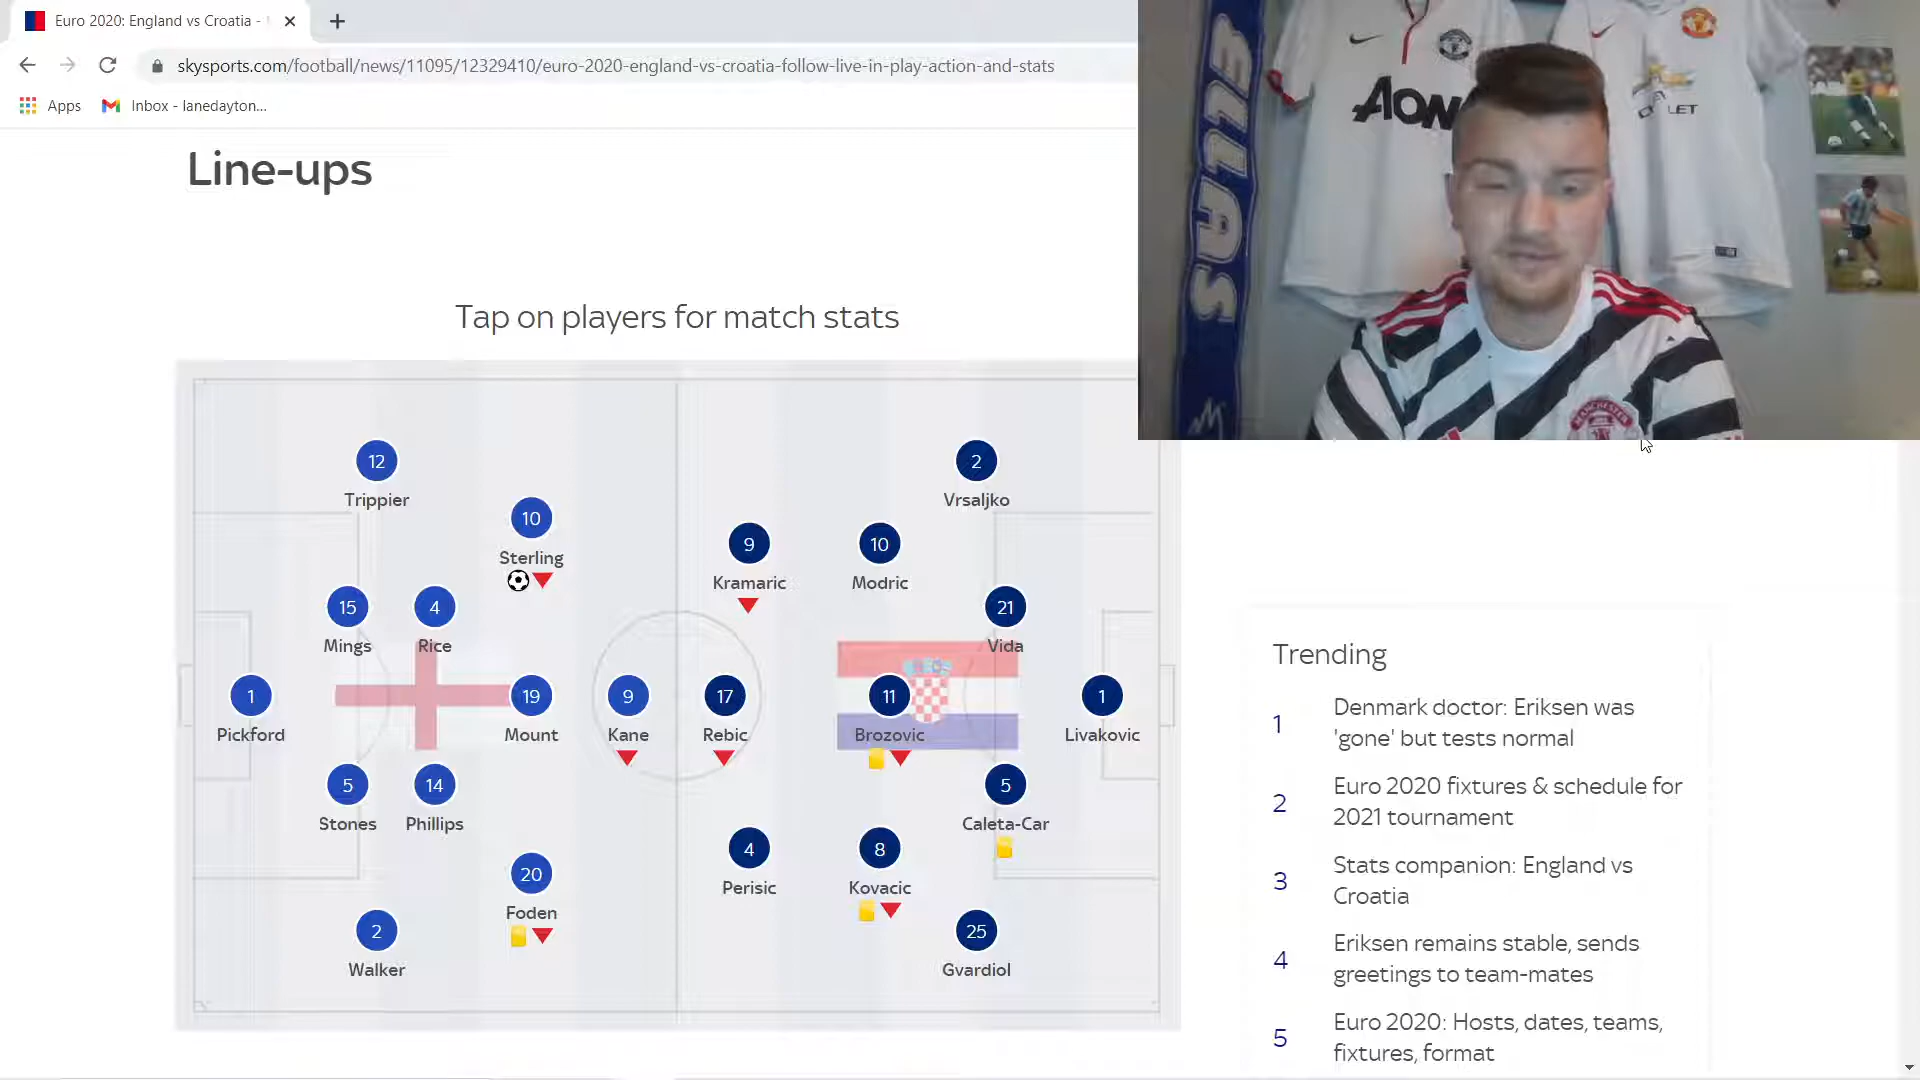 Euro 2020: England vs Croatia -
skysports.com/football/news/11095/12329410/euro-2020-england-vs-croatia-follow-live-in-play-action-and-stats
Apps
Inbox - lanedayton...
AON
Line-ups
Tap on players for match stats
12
Trippier
2
Vrsaljko
10
Sterling
9
Kramaric
10
Modric
15
Mings
4
Rice
21
Vida
1
Pickford
19
Mount
9
Kane
17
Rebic
11
Brozovic
1
Livakovic
5
Stones
14
Phillips
5
Caleta-Car
20
Foden
4
Perisic
8
Kovacic
2
Walker
25
Gvardiol
Trending
1
Denmark doctor: Eriksen was
'gone' but tests normal
2
Euro 2020 fixtures & schedule for
2021 tournament
3
Stats companion: England vs
Croatia
4
Eriksen remains stable, sends
greetings to team-mates
5
Euro 2020: Hosts, dates, teams,
fixtures, format
MANCHESTER